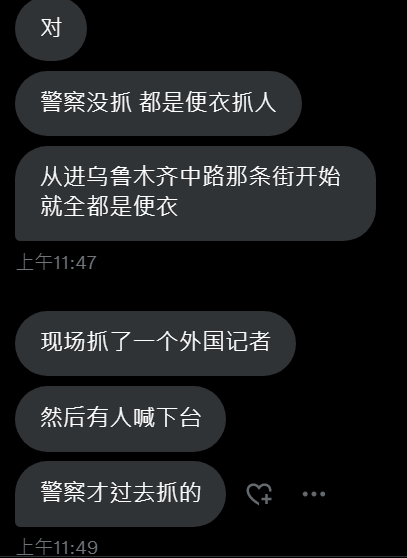 对
警察没抓 都是便衣抓人
从进乌鲁木齐中路那条街开始
就全都是便衣
上午11:47
现场抓了一个外国记者
然后有人喊下台
警察才过去抓的
上午11:49